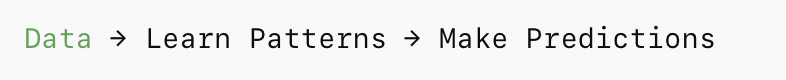 Data → Learn Patterns → Make Predictions